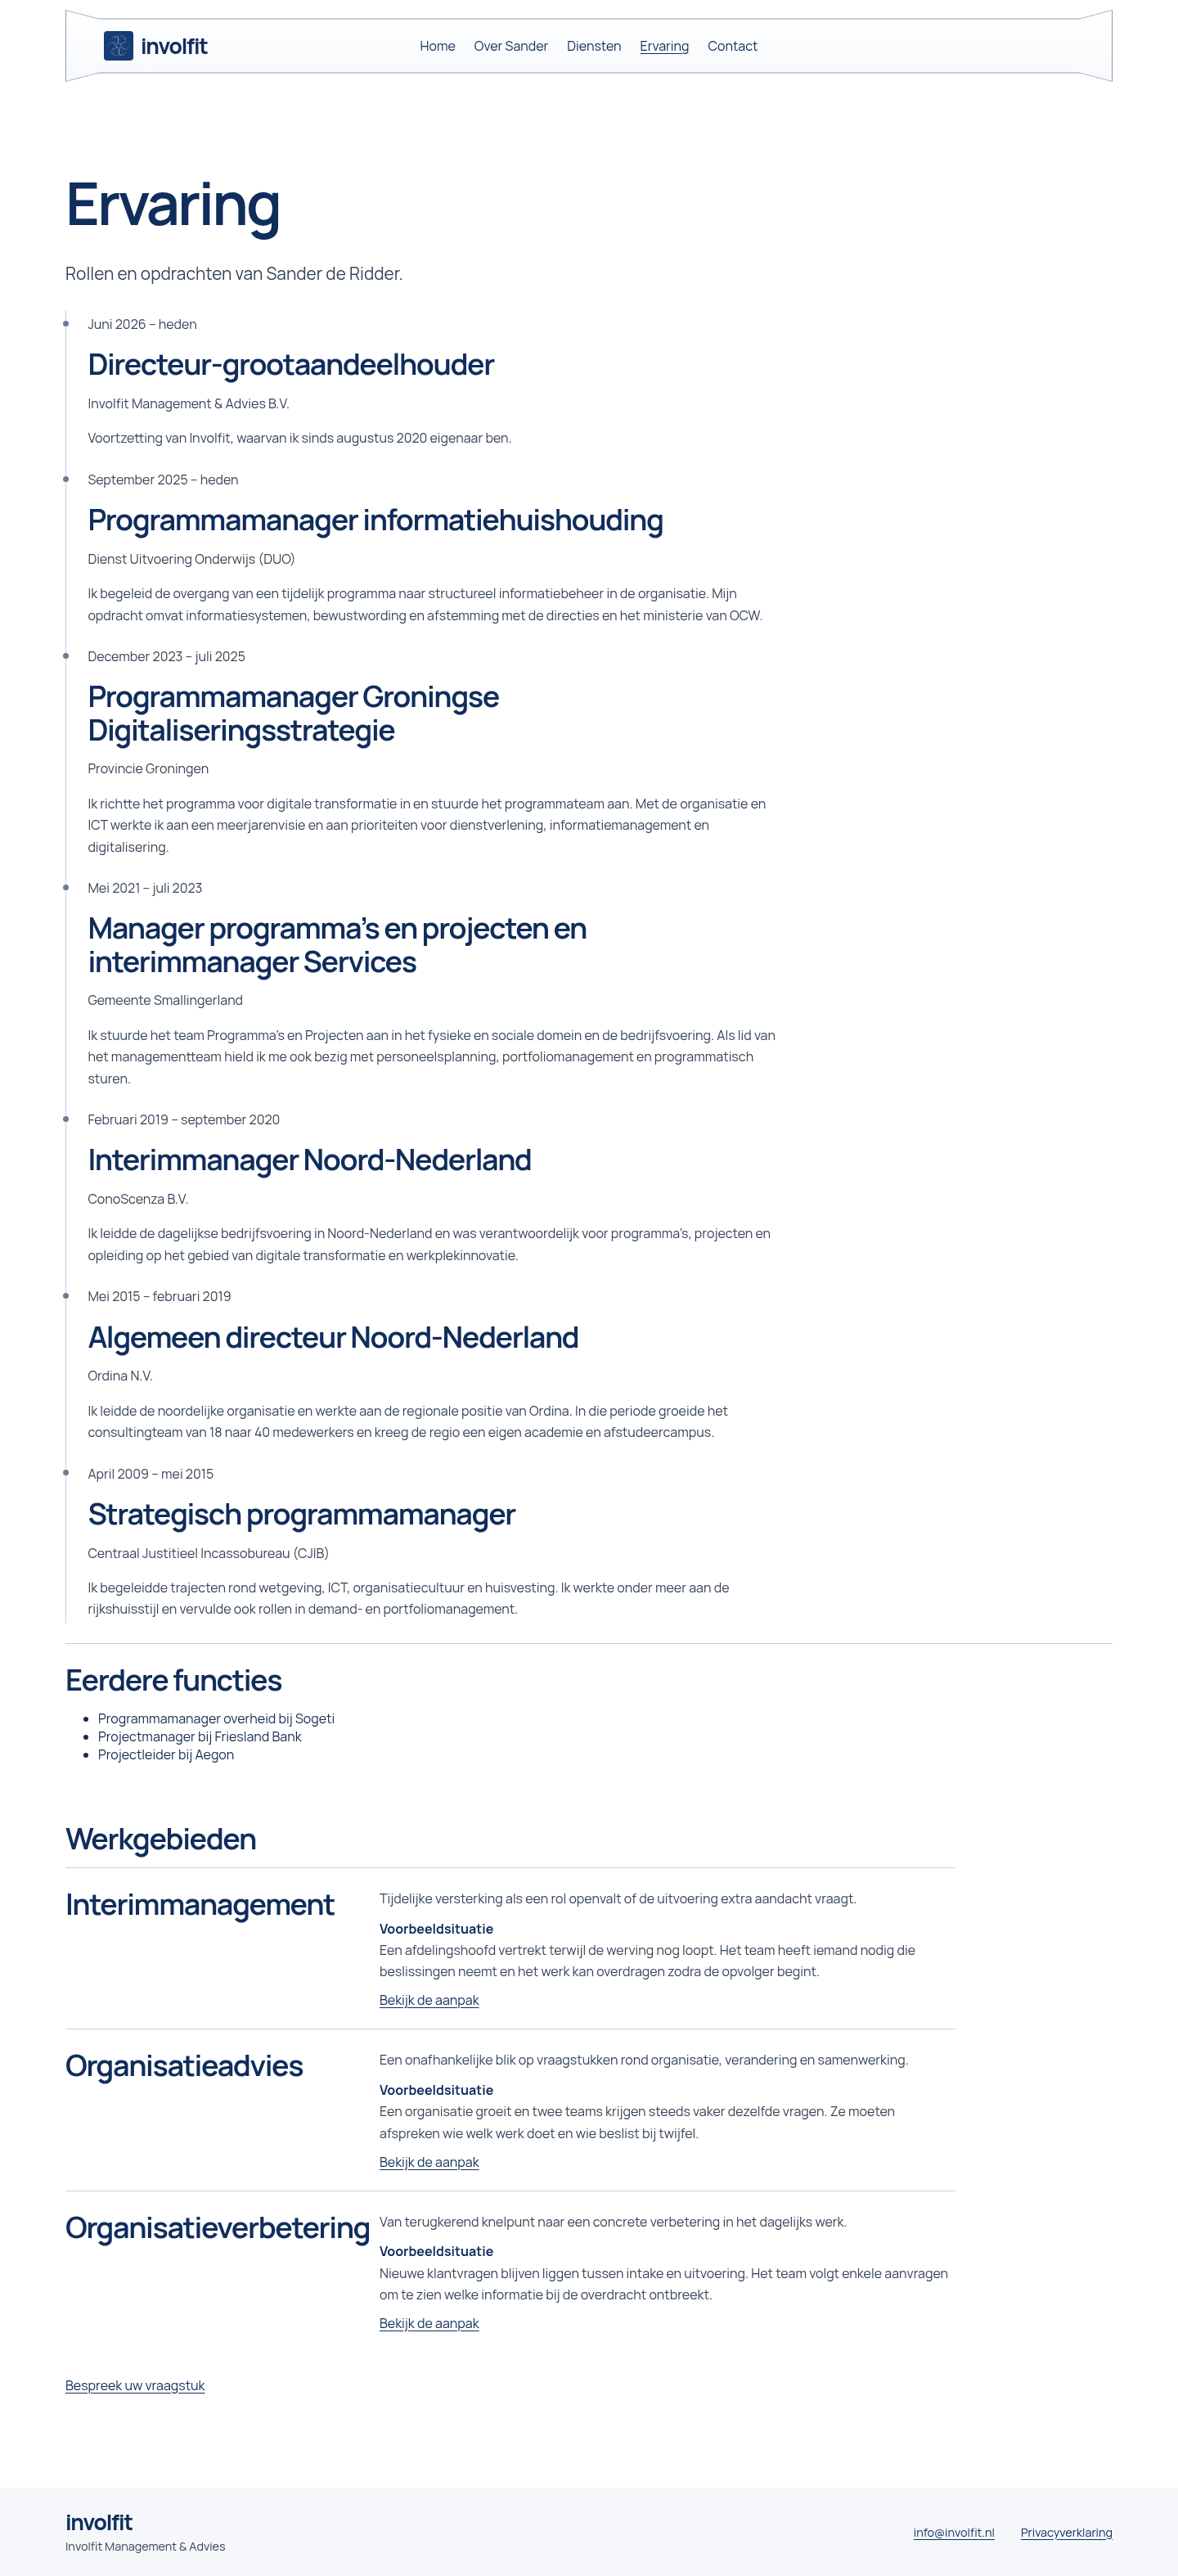 involfit
Home Over Sander Diensten Ervaring Contact
Ervaring
Rollen en opdrachten van Sander de Ridder.
Juni 2026 – heden
Directeur-grootaandeelhouder
Involfit Management & Advies B.V.
Voortzetting van Involfit, waarvan ik sinds augustus 2020 eigenaar ben.
September 2025 – heden
Programmamanager informatiehuishouding
Dienst Uitvoering Onderwijs (DUO)
Ik begeleid de overgang van een tijdelijk programma naar structureel informatiebeheer in de organisatie. Mijn
opdracht omvat informatiesystemen, bewustwording en afstemming met de directies en het ministerie van OCW.
December 2023 – juli 2025
Programmamanager Groningse
Digitaliseringsstrategie
Provincie Groningen
Ik richtte het programma voor digitale transformatie in en stuurde het programmateam aan. Met de organisatie en
ICT werkte ik aan een meerjarenvisie en aan prioriteiten voor dienstverlening, informatiemanagement en
digitalisering.
Mei 2021 – juli 2023
Manager programma’s en projecten en
interimmanager Services
Gemeente Smallingerland
Ik stuurde het team Programma’s en Projecten aan in het fysieke en sociale domein en de bedrijfsvoering. Als lid van
het managementteam hield ik me ook bezig met personeelsplanning, portfoliomanagement en programmatisch
sturen.
Februari 2019 – september 2020
Interimmanager Noord-Nederland
ConoScenza B.V.
Ik leidde de dagelijkse bedrijfsvoering in Noord-Nederland en was verantwoordelijk voor programma’s, projecten en
opleiding op het gebied van digitale transformatie en werkplekinnovatie.
Mei 2015 – februari 2019
Algemeen directeur Noord-Nederland
Ordina N.V.
Ik leidde de noordelijke organisatie en werkte aan de regionale positie van Ordina. In die periode groeide het
consultingteam van 18 naar 40 medewerkers en kreeg de regio een eigen academie en afstudeercampus.
April 2009 – mei 2015
Strategisch programmamanager
Centraal Justitieel Incassobureau (CJIB)
Ik begeleidde trajecten rond wetgeving, ICT, organisatiecultuur en huisvesting. Ik werkte onder meer aan de
rijkshuisstijl en vervulde ook rollen in demand- en portfoliomanagement.
Eerdere functies
Programmamanager overheid bij Sogeti
Projectmanager bij Friesland Bank
Projectleider bij Aegon
Werkgebieden
Interimmanagement
Tijdelijke versterking als een rol openvalt of de uitvoering extra aandacht vraagt.
Voorbeeldsituatie
Een afdelingshoofd vertrekt terwijl de werving nog loopt. Het team heeft iemand nodig die
beslissingen neemt en het werk kan overdragen zodra de opvolger begint.
Bekijk de aanpak
Organisatieadvies
Een onafhankelijke blik op vraagstukken rond organisatie, verandering en samenwerking.
Voorbeeldsituatie
Een organisatie groeit en twee teams krijgen steeds vaker dezelfde vragen. Ze moeten
afspreken wie welk werk doet en wie beslist bij twijfel.
Bekijk de aanpak
Organisatieverbetering
Van terugkerend knelpunt naar een concrete verbetering in het dagelijks werk.
Voorbeeldsituatie
Nieuwe klantvragen blijven liggen tussen intake en uitvoering. Het team volgt enkele aanvragen
om te zien welke informatie bij de overdracht ontbreekt.
Bekijk de aanpak
Bespreek uw vraagstuk
involfit
Involfit Management & Advies
info@involfit.nl Privacyverklaring